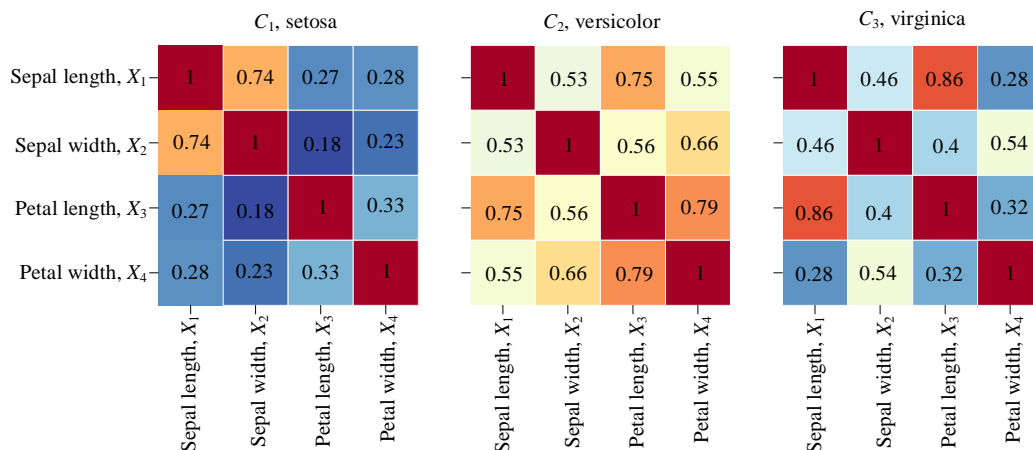 C1, setosa C2, versicolor C3, virginica
Sepal length, X1 1 0.74 0.27 0.28 1 0.53 0.75 0.55 1 0.46 0.86 0.28
Sepal width, X2 0.74 1 0.18 0.23 0.53 1 0.56 0.66 0.46 1 0.4 0.54
Petal length, X3 0.27 0.18 1 0.33 0.75 0.56 1 0.79 0.86 0.4 1 0.32
Petal width, X4 0.28 0.23 0.33 1 0.55 0.66 0.79 1 0.28 0.54 0.32 1
Sepal length, X1
Sepal width, X2
Petal length, X3
Petal width, X4
Sepal length, X1
Sepal width, X2
Petal length, X3
Petal width, X4
Sepal length, X1
Sepal width, X2
Petal length, X3
Petal width, X4